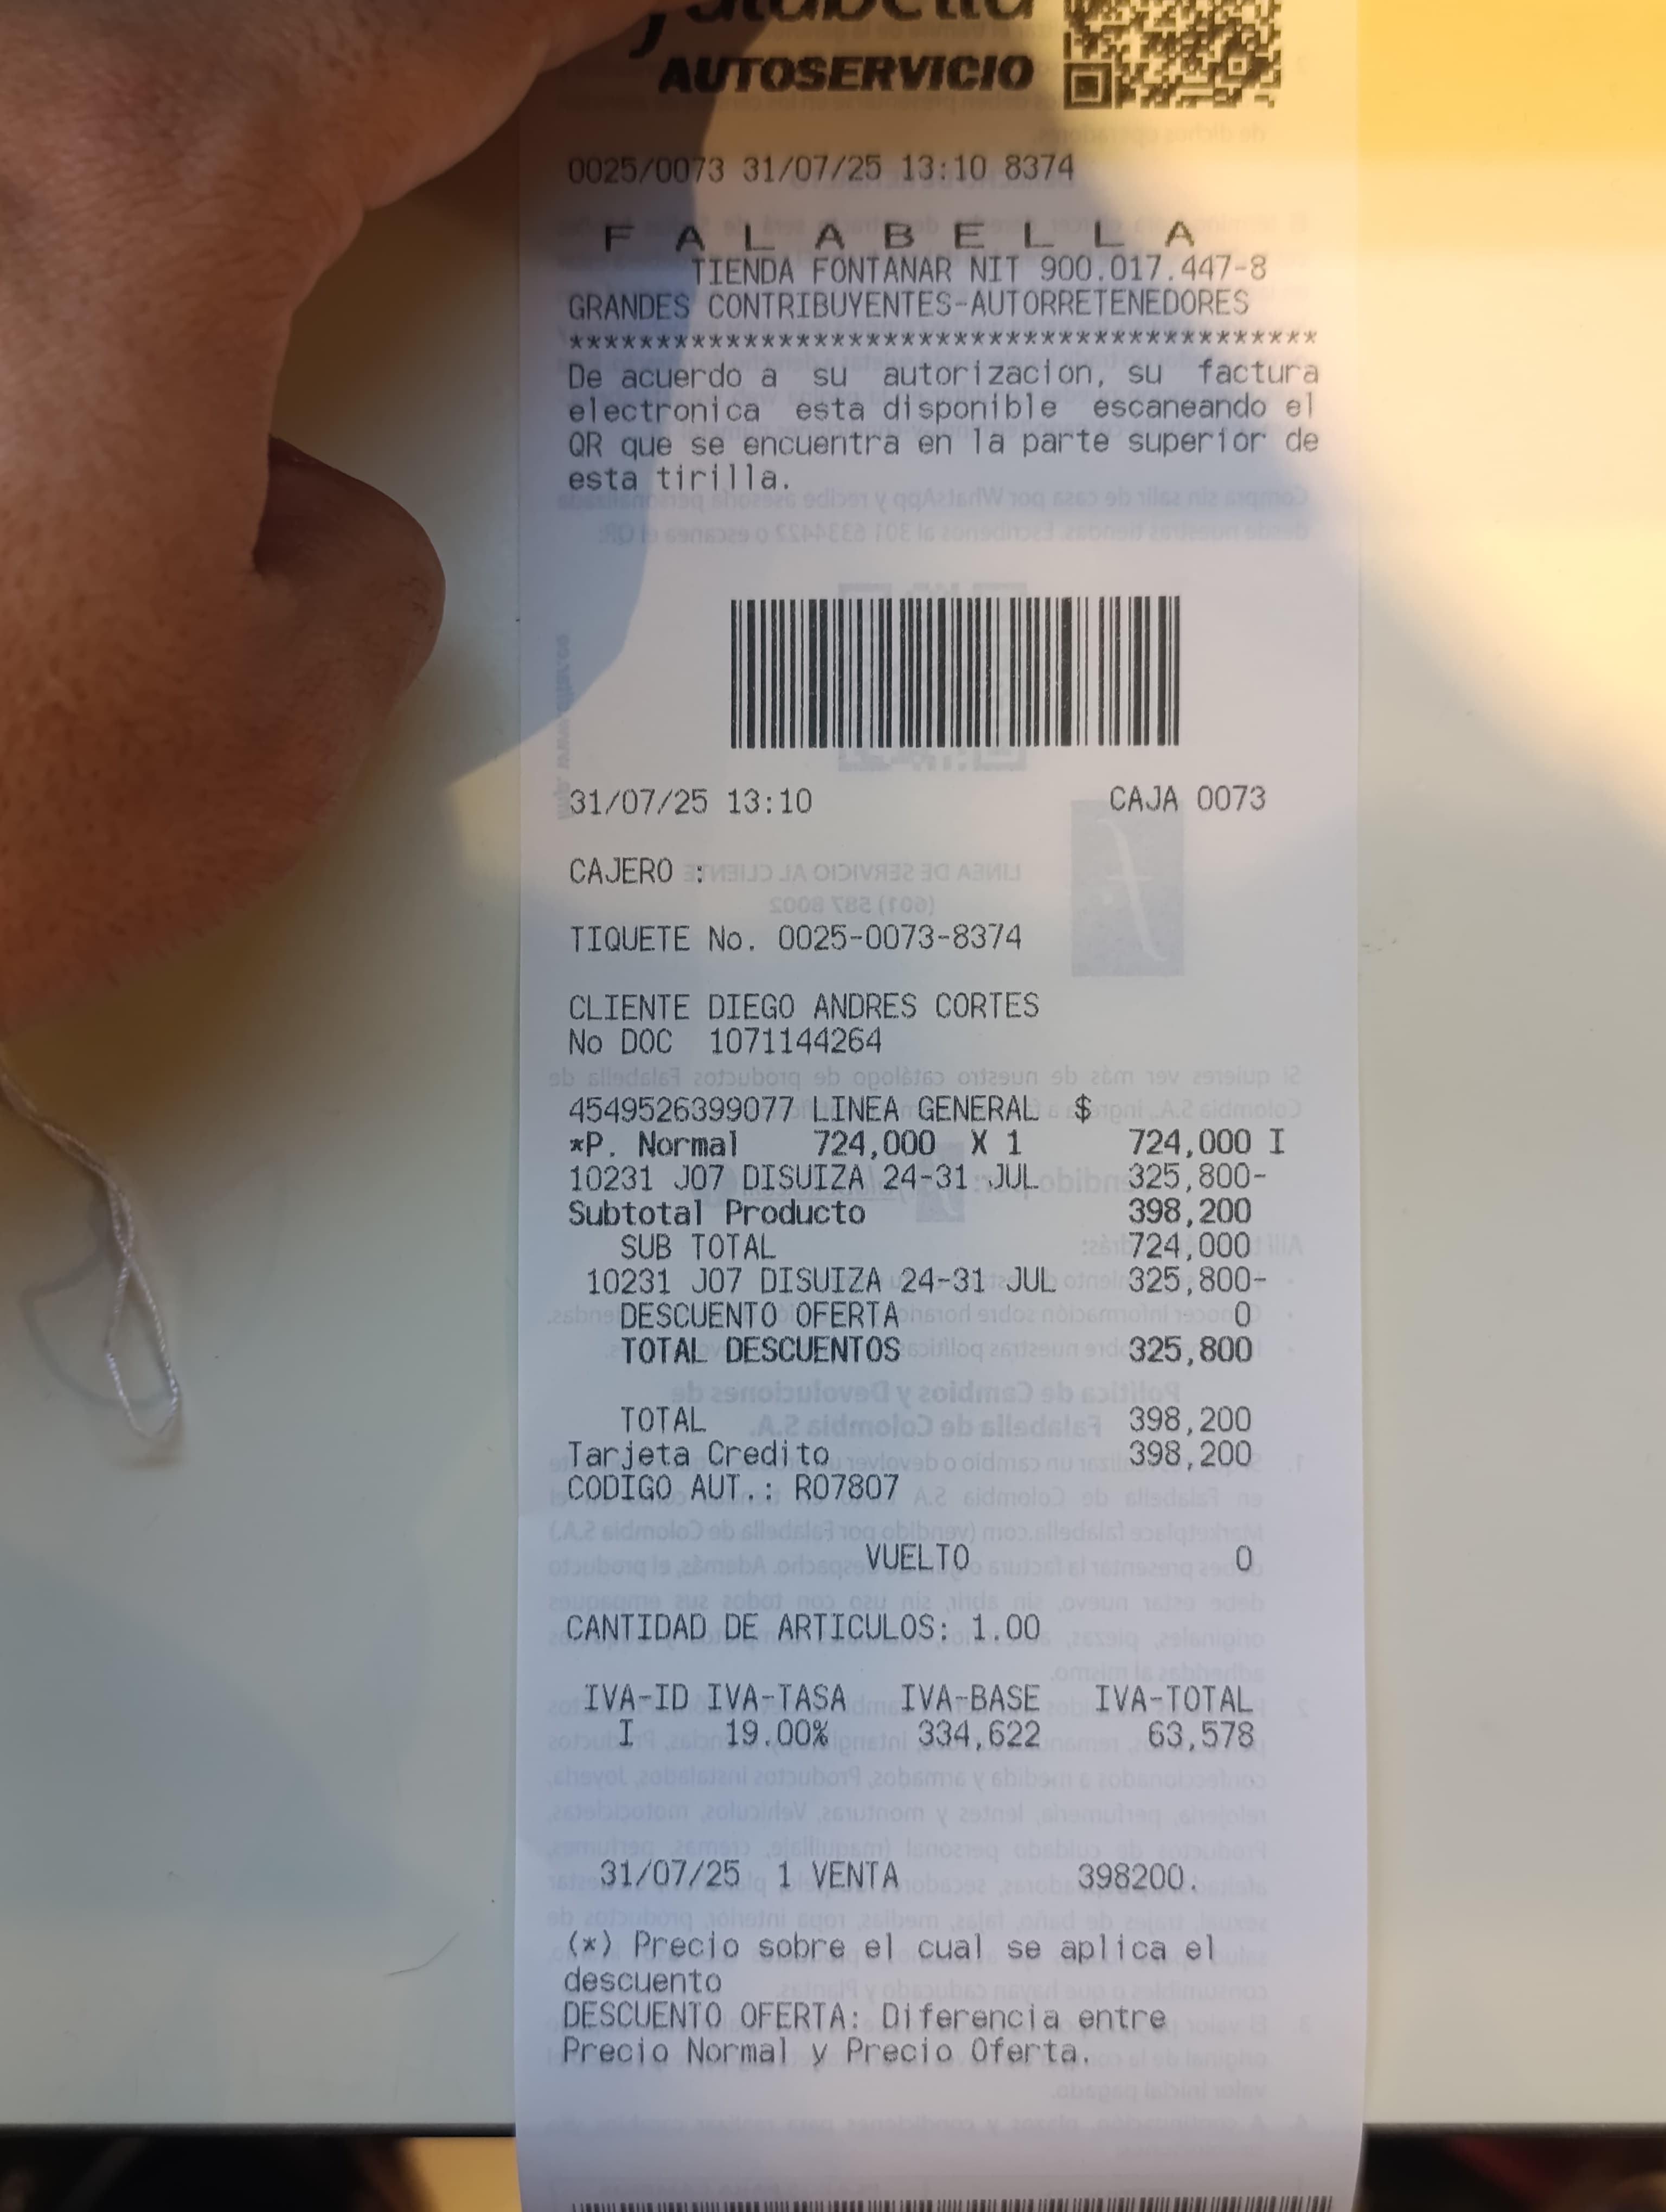 falabella
AUTOSERVICIO
0025/0073 31/07/25 13:10 8374
F A L A B E L L A
TIENDA FONTANAR NIT 900.017.447-8
GRANDES CONTRIBUYENTES-AUTORRETENEDORES
*******************************************
De acuerdo a su autorizacion, su factura
electronica esta disponible escaneando el
QR que se encuentra en la parte superior de
esta tirilla.
31/07/25 13:10 CAJA 0073
CAJERO :
TIQUETE No. 0025-0073-8374
CLIENTE DIEGO ANDRES CORTES
No DOC 1071144264
4549526399077 LINEA GENERAL $
*P. Normal 724,000 X 1 724,000 I
10231 J07 DISUIZA 24-31 JUL 325,800-
Subtotal Producto 398,200
SUB TOTAL 724,000
10231 J07 DISUIZA 24-31 JUL 325,800-
DESCUENTO OFERTA 0
TOTAL DESCUENTOS 325,800
TOTAL 398,200
Tarjeta Credito 398,200
CODIGO AUT.: R07807
VUELTO 0
CANTIDAD DE ARTICULOS: 1.00
IVA-ID IVA-TASA IVA-BASE IVA-TOTAL
I 19.00% 334,622 63,578
31/07/25 1 VENTA 398200.
(*) Precio sobre el cual se aplica el
descuento
DESCUENTO OFERTA: Diferencia entre
Precio Normal y Precio Oferta.